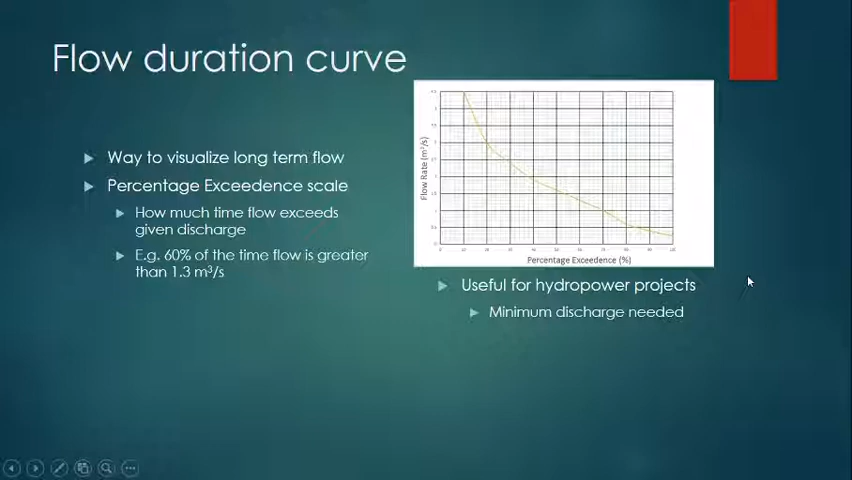 Flow duration curve
Way to visualize long term flow
Percentage Exceedence scale
How much time flow exceeds
given discharge
E.g. 60% of the time flow is greater
than 1.3 m³/s
Flow Rate (m³/s)
Percentage Exceedence (%)
Useful for hydropower projects
Minimum discharge needed